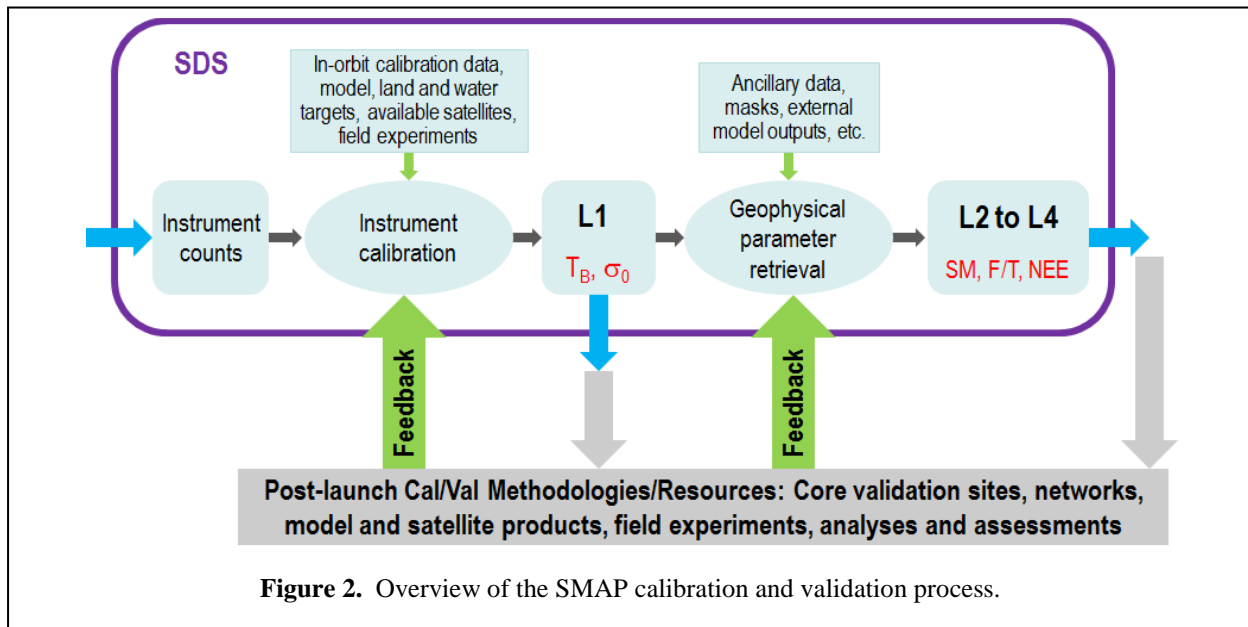 SDS
In-orbit calibration data,
model, land and water
targets, available satellites,
field experiments
Ancillary data,
masks, external
model outputs, etc.
Instrument
counts
Instrument
calibration
L1
T_B, σ_0
Geophysical
parameter
retrieval
L2 to L4
SM, F/T, NEE
Feedback
Feedback
Post-launch Cal/Val Methodologies/Resources: Core validation sites, networks,
model and satellite products, field experiments, analyses and assessments
Figure 2. Overview of the SMAP calibration and validation process.